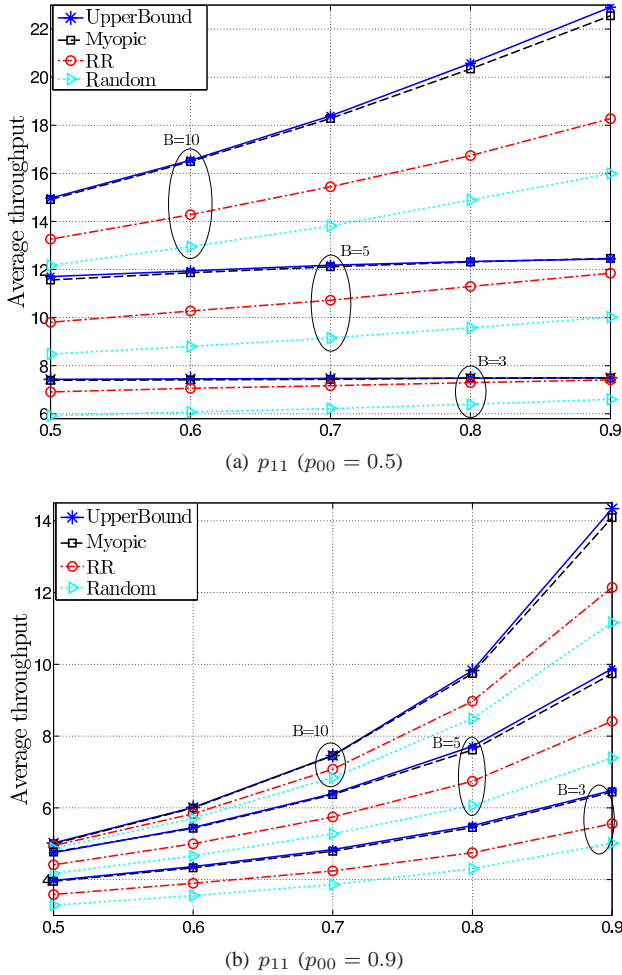 22
20
18
16
14
12
10
8
6
Average throughput
UpperBound
Myopic
RR
Random
B=10
B=5
B=3
0.5 0.6 0.7 0.8 0.9
(a) p11 (p00 = 0.5)
14
12
10
8
6
4
Average throughput
UpperBound
Myopic
RR
Random
B=10
B=5
B=3
0.5 0.6 0.7 0.8 0.9
(b) p11 (p00 = 0.9)